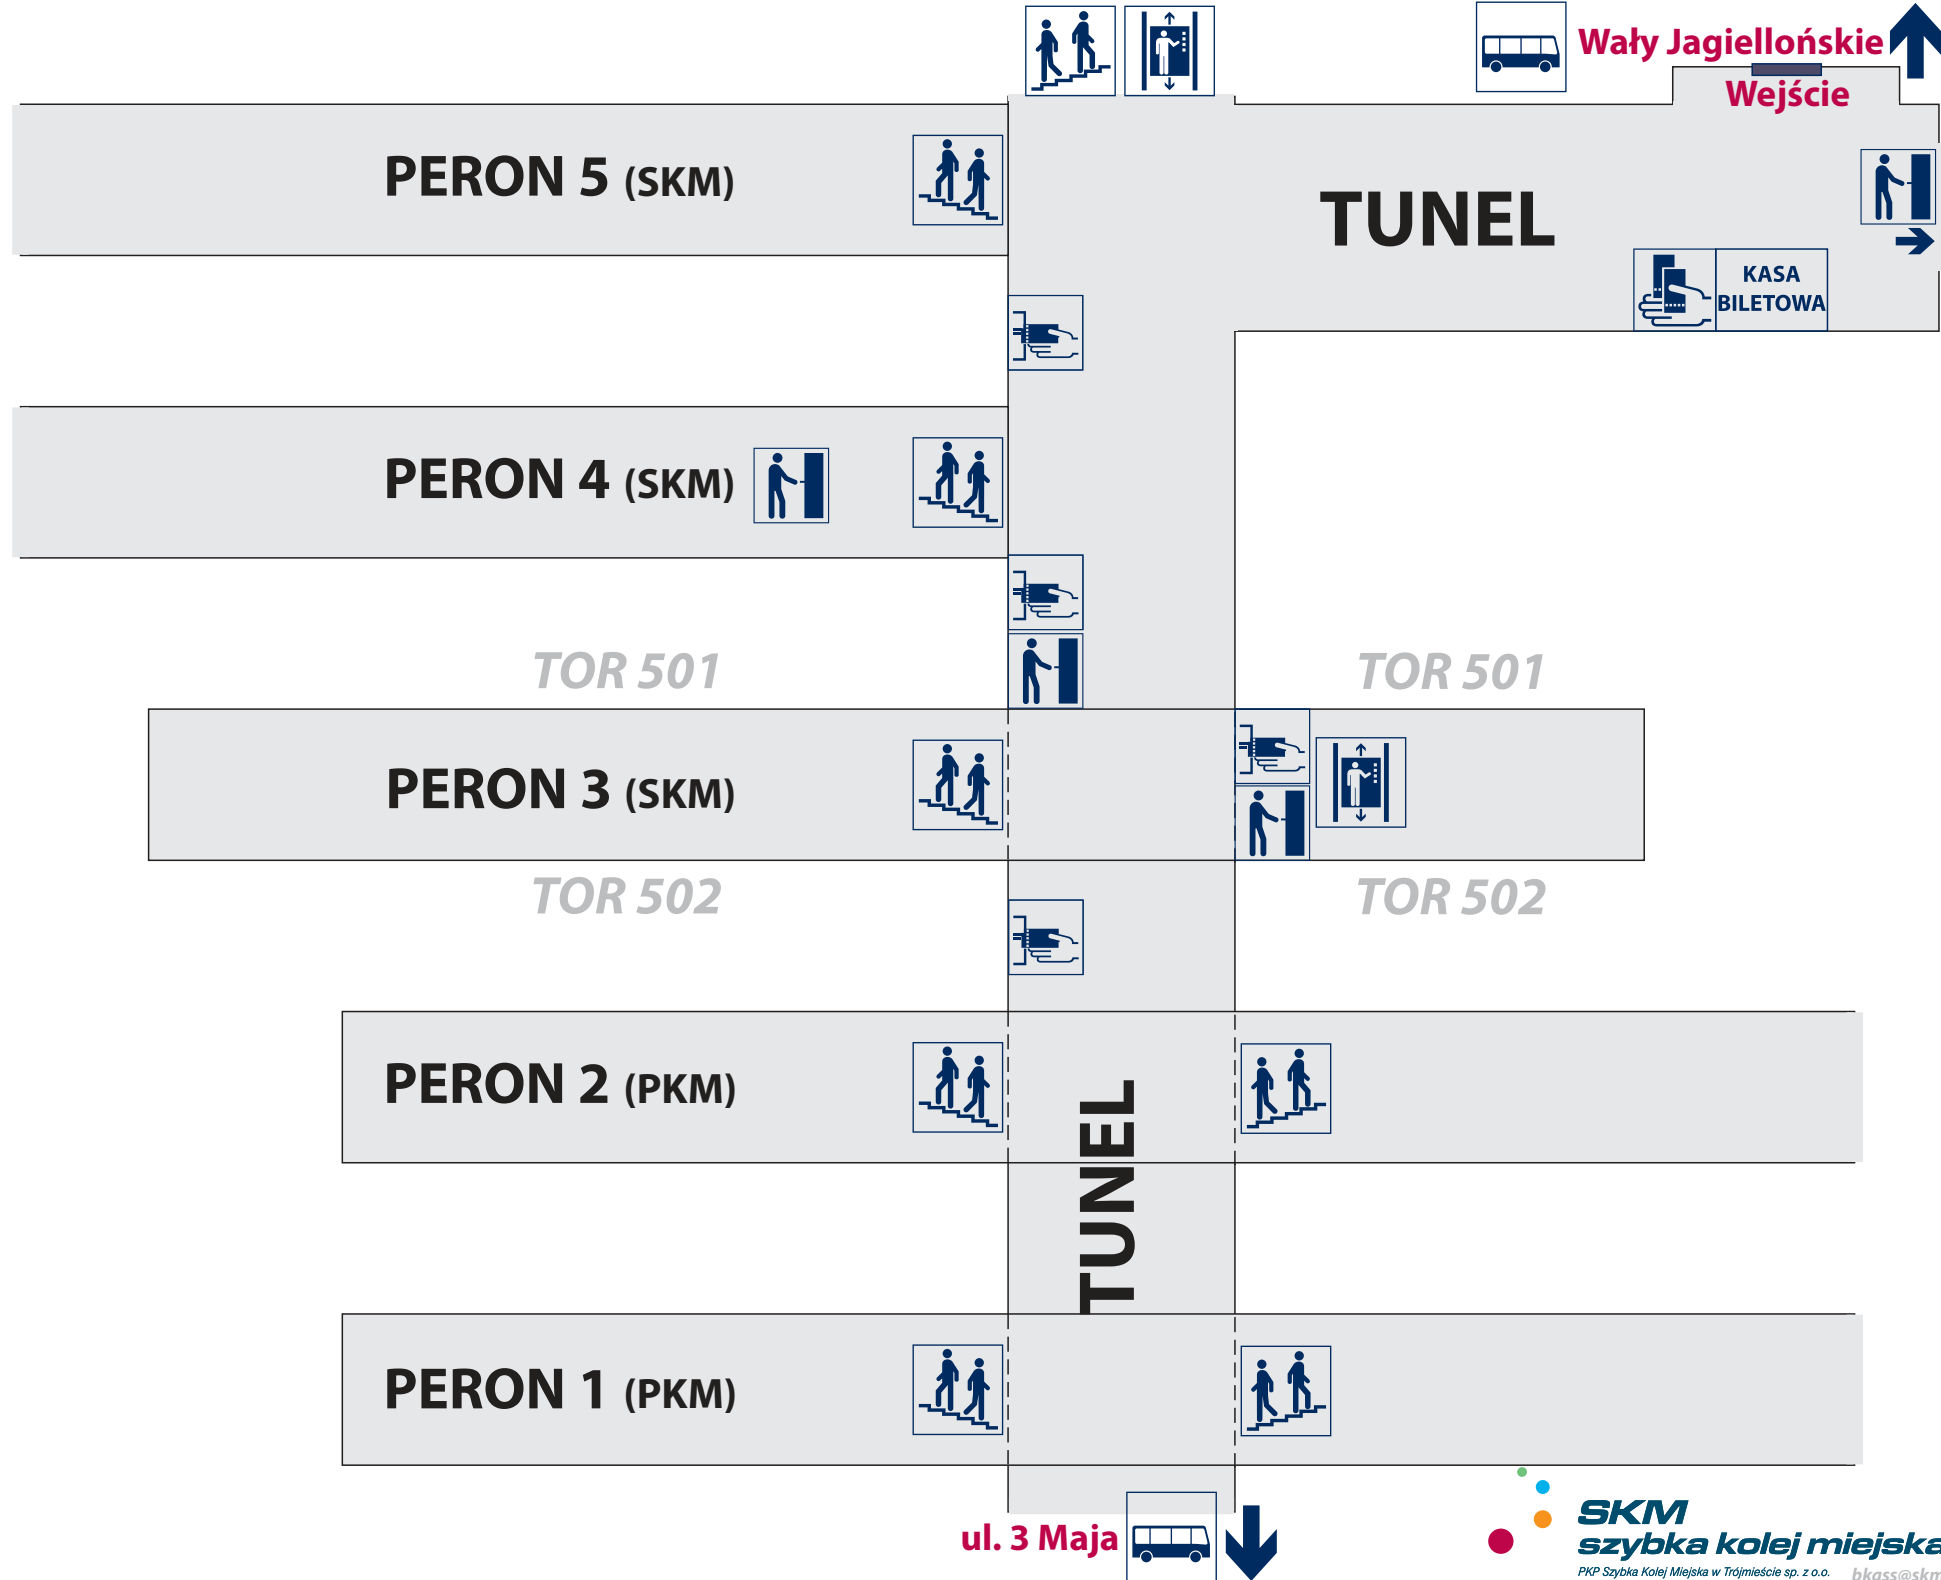 Wały Jagiellońskie
Wejście
PERON 5 (SKM)
TUNEL
KASA
BILETOWA
PERON 4 (SKM)
TOR 501
TOR 501
PERON 3 (SKM)
TOR 502
TOR 502
PERON 2 (PKM)
TUNEL
PERON 1 (PKM)
ul. 3 Maja
SKM
szybka kolej miejska
PKP Szybka Kolej Miejska w Trójmieście sp. z o.o.
bkass@skm